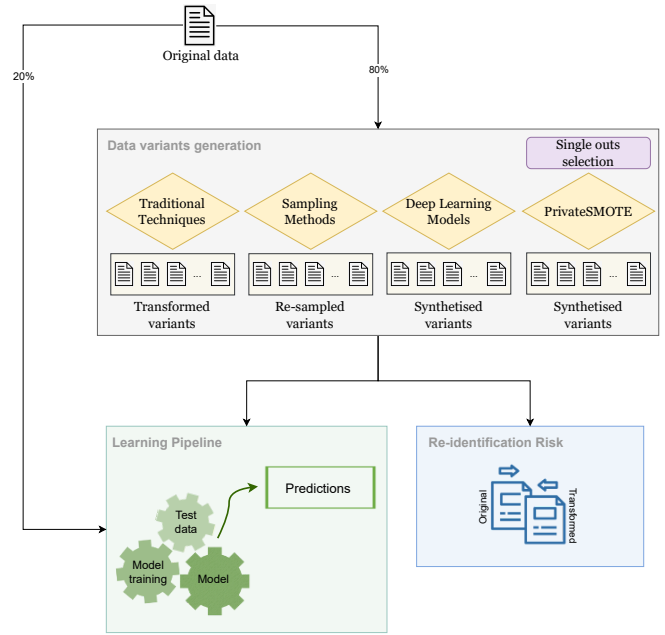 Original data
20%
80%
Data variants generation
Single outs
selection
Traditional
Techniques
Sampling
Methods
Deep Learning
Models
PrivateSMOTE
...
...
...
...
Transformed
variants
Re-sampled
variants
Synthetised
variants
Synthetised
variants
Learning Pipeline
Predictions
Test
data
Model
training
Model
Re-identification Risk
Original
Transformed